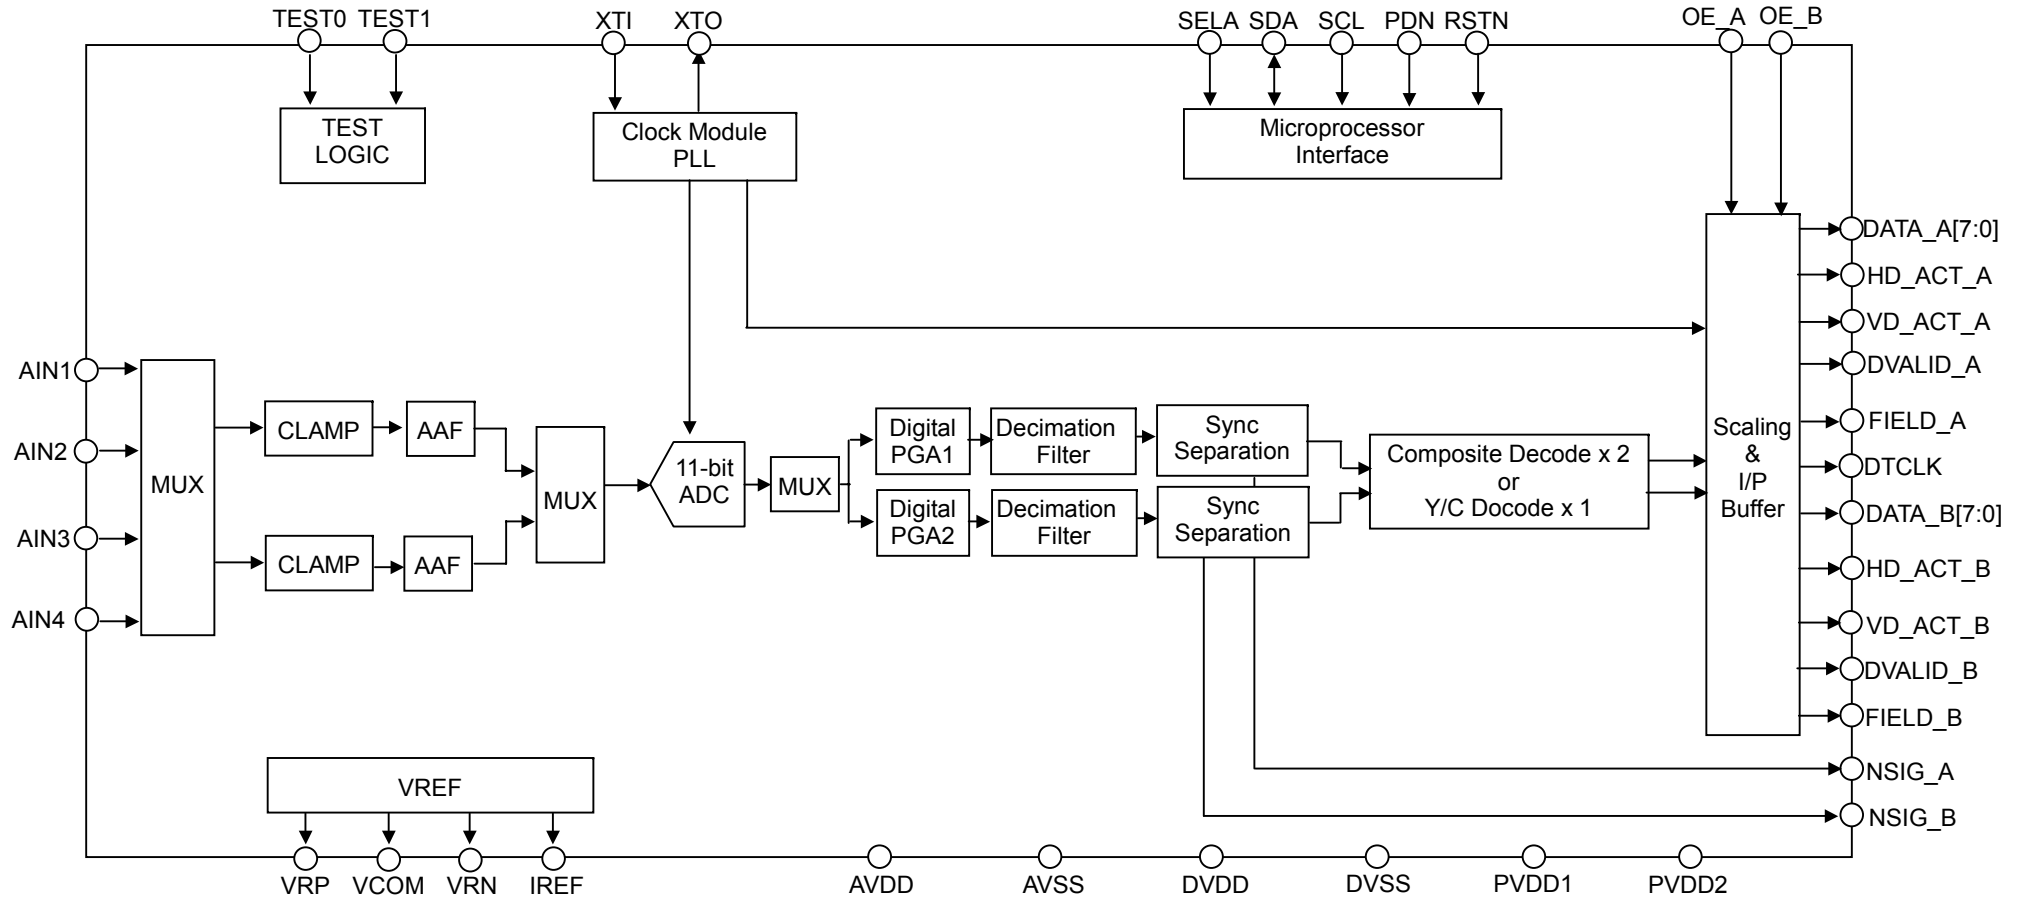 TEST0 TEST1 XTI XTO SELA SDA SCL PDN RSTN OE_A OE_B
TEST
LOGIC
Clock Module
PLL
Microprocessor
Interface
AIN1
AIN2
AIN3
AIN4
MUX
CLAMP
AAF
CLAMP
AAF
MUX
11-bit
ADC
MUX
Digital
PGA1
Decimation
Filter
Sync
Separation
Digital
PGA2
Decimation
Filter
Sync
Separation
Composite Decode x 2
or
Y/C Docode x 1
Scaling
&
I/P
Buffer
DATA_A[7:0]
HD_ACT_A
VD_ACT_A
DVALID_A
FIELD_A
DTCLK
DATA_B[7:0]
HD_ACT_B
VD_ACT_B
DVALID_B
FIELD_B
NSIG_A
NSIG_B
VREF
VRP VCOM VRN IREF AVDD AVSS DVDD DVSS PVDD1 PVDD2